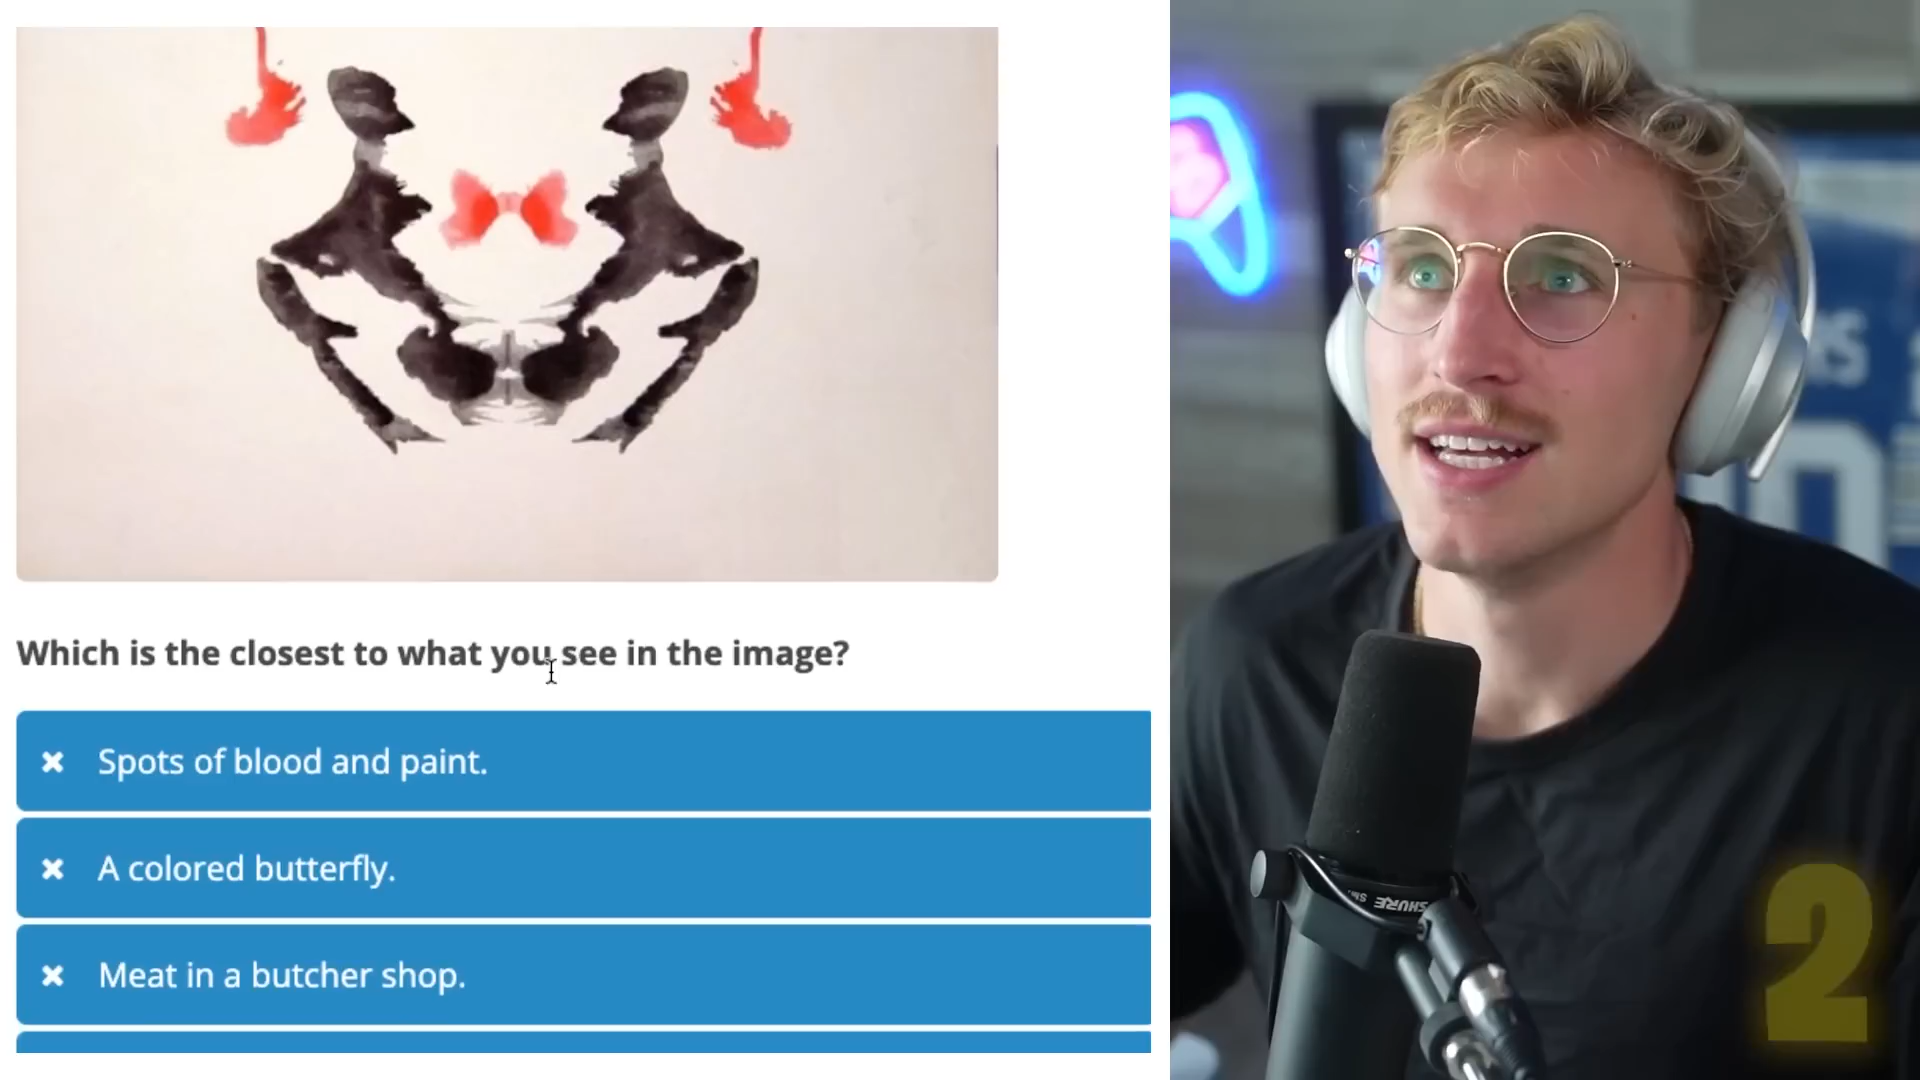 Which is the closest to what you see in the image?
Spots of blood and paint.
A colored butterfly.
Meat in a butcher shop.
SHURE
2